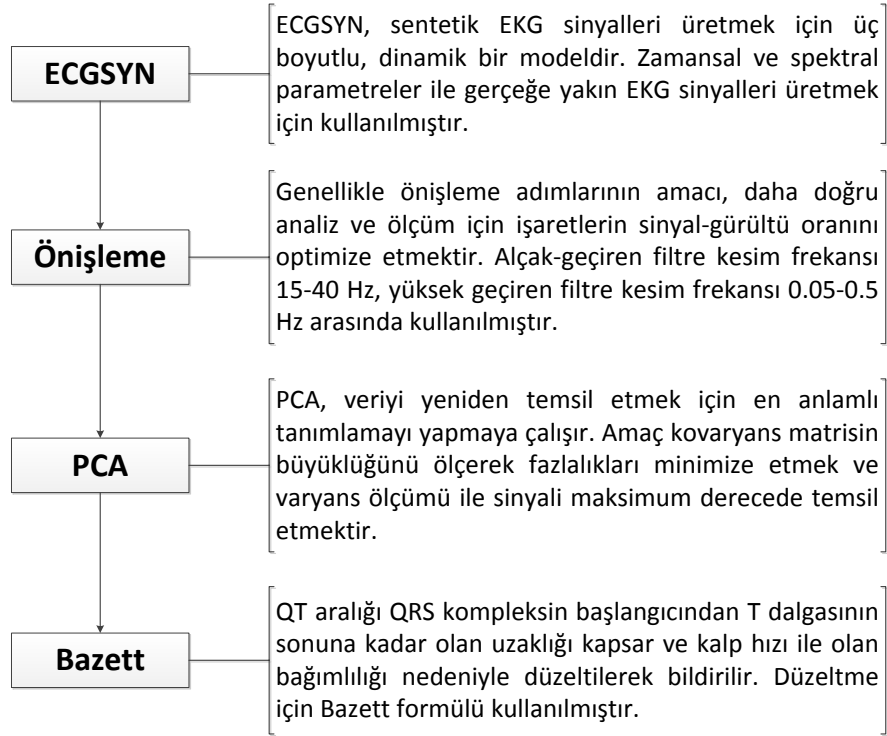 ECGSYN
ECGSYN, sentetik EKG sinyalleri üretmek için üç
boyutlu, dinamik bir modeldir. Zamansal ve spektral
parametreler ile gerçeğe yakın EKG sinyalleri üretmek
için kullanılmıştır.
Önişleme
Genellikle önişleme adımlarının amacı, daha doğru
analiz ve ölçüm için işaretlerin sinyal-gürültü oranını
optimize etmektir. Alçak-geçiren filtre kesim frekansı
15-40 Hz, yüksek geçiren filtre kesim frekansı 0.05-0.5
Hz arasında kullanılmıştır.
PCA
PCA, veriyi yeniden temsil etmek için en anlamlı
tanımlamayı yapmaya çalışır. Amaç kovaryans matrisin
büyüklüğünü ölçerek fazlalıkları minimize etmek ve
varyans ölçümü ile sinyali maksimum derecede temsil
etmektir.
Bazett
QT aralığı QRS kompleksin başlangıcından T dalgasının
sonuna kadar olan uzaklığı kapsar ve kalp hızı ile olan
bağımlılığı nedeniyle düzeltilerek bildirilir. Düzeltme
için Bazett formülü kullanılmıştır.